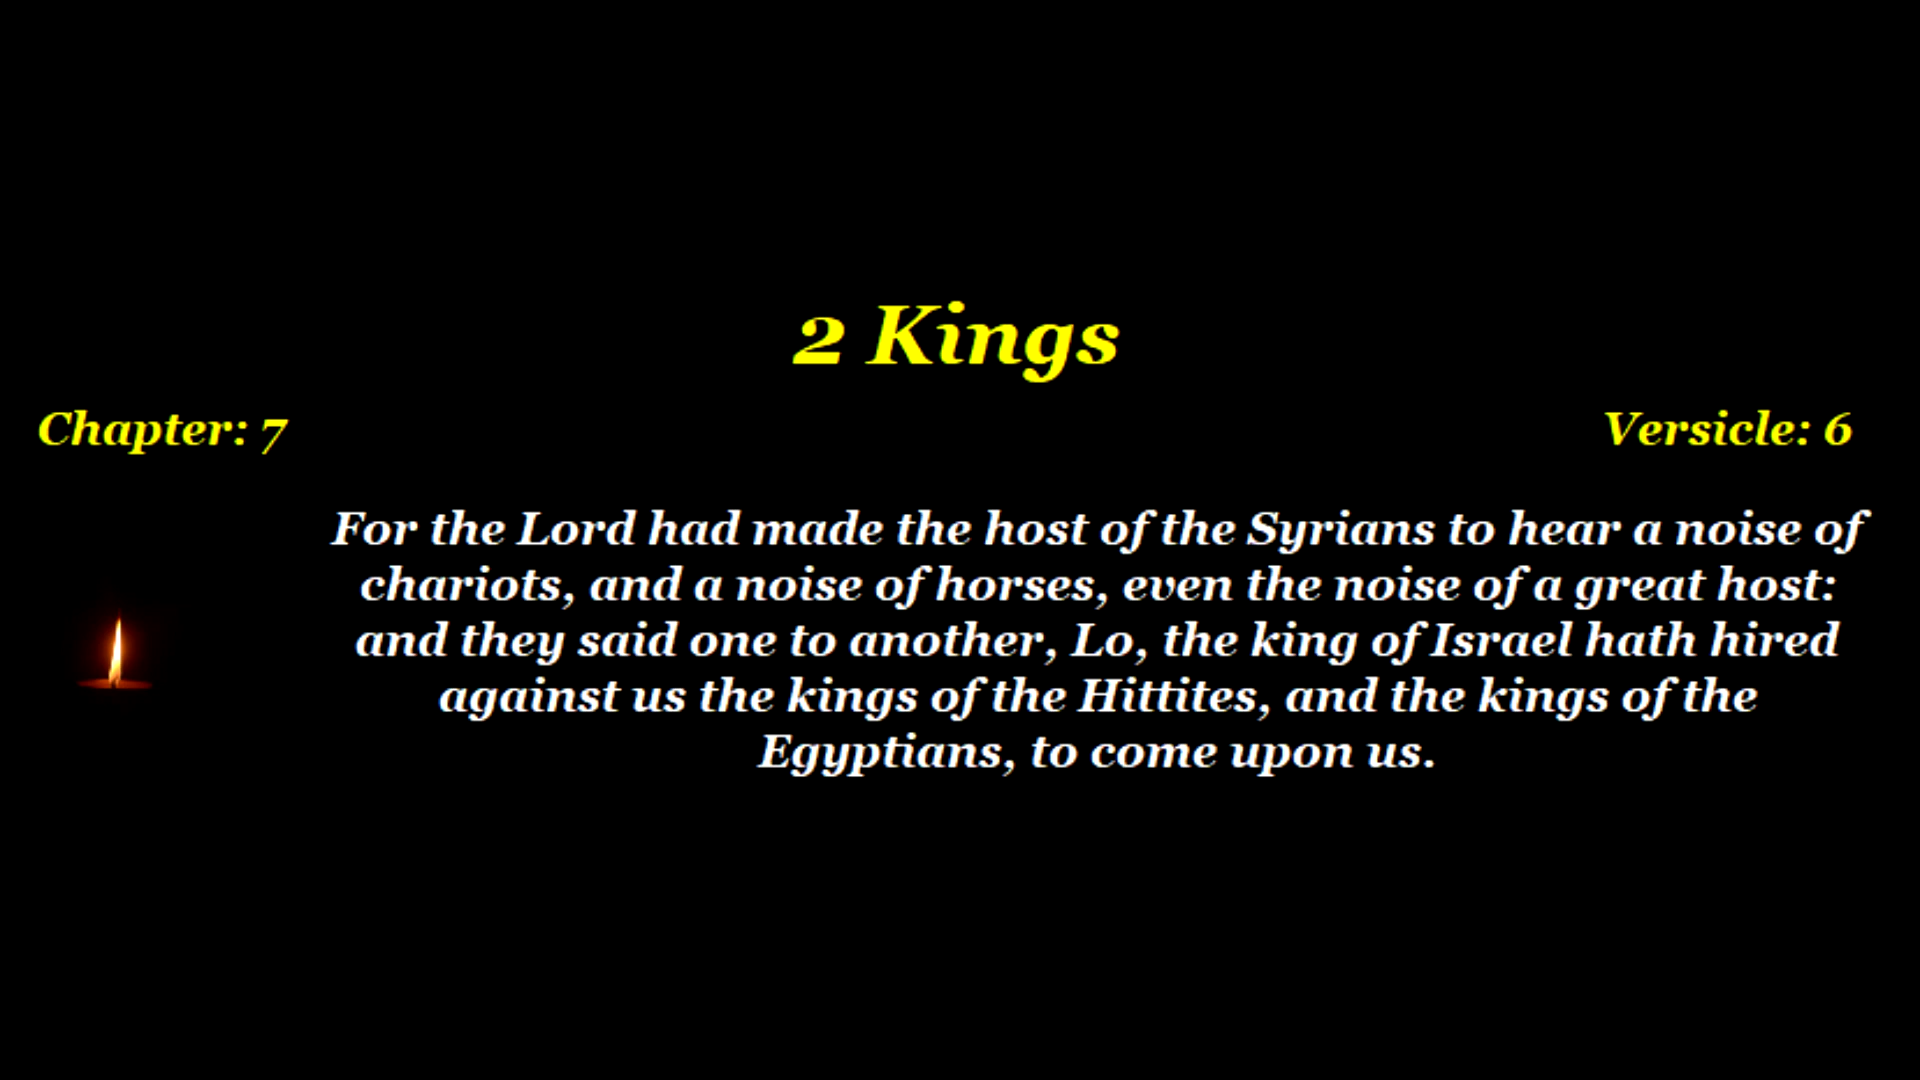 2 Kings
Chapter: 7
Versicle: 6
For the Lord had made the host of the Syrians to hear a noise of
chariots, and a noise of horses, even the noise of a great host:
and they said one to another, Lo, the king of Israel hath hired
against us the kings of the Hittites, and the kings of the
Egyptians, to come upon us.